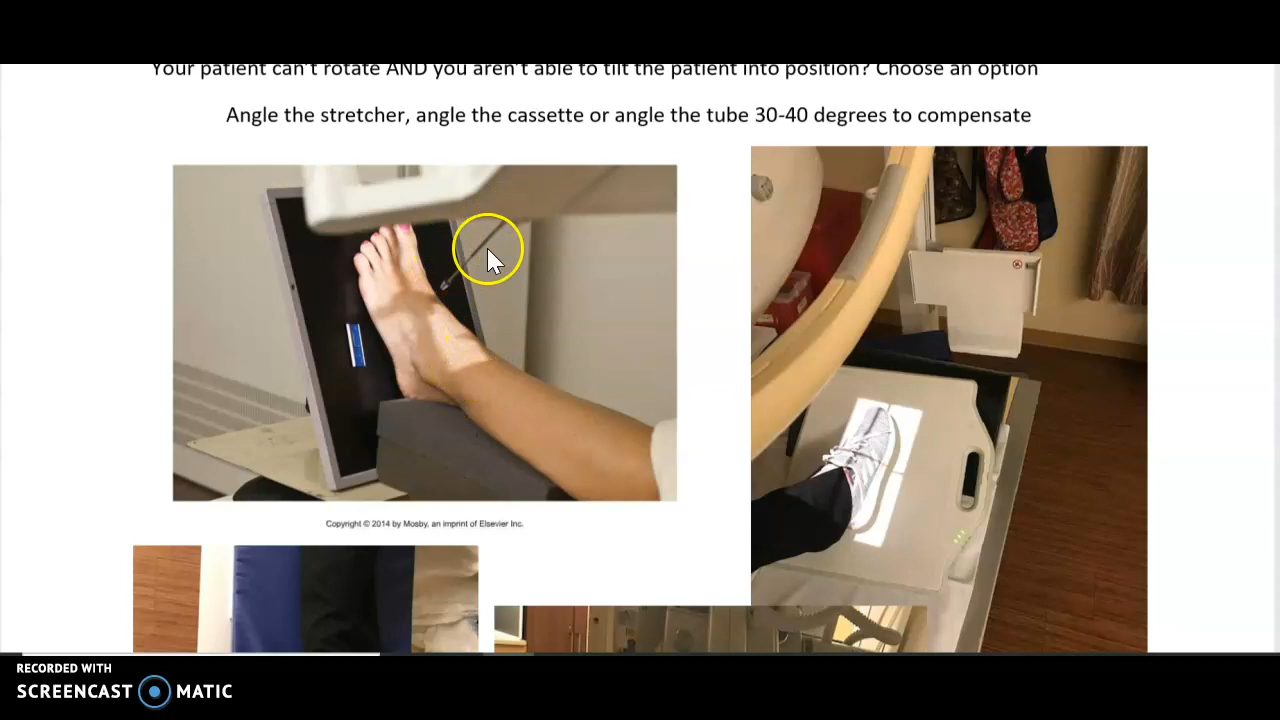 Your patient can't rotate AND you aren't able to tilt the patient into position? Choose an option
Angle the stretcher, angle the cassette or angle the tube 30-40 degrees to compensate
Copyright © 2014 by Mosby, an imprint of Elsevier Inc.
RECORDED WITH
SCREENCAST MATIC